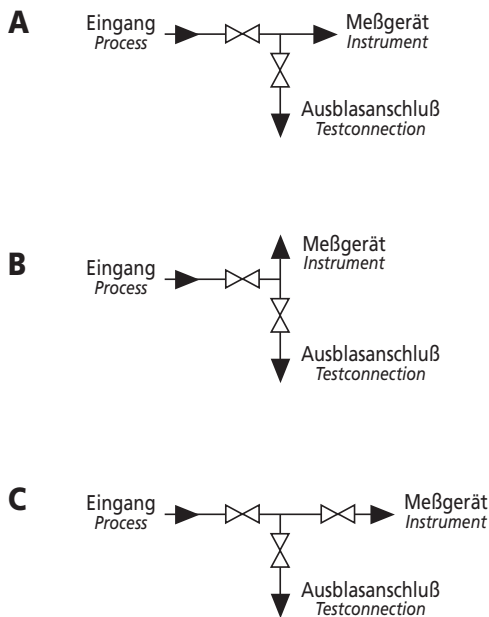 A
Eingang
Process
Meßgerät
Instrument
Ausblasanschluß
Testconnection
B
Eingang
Process
Meßgerät
Instrument
Ausblasanschluß
Testconnection
C
Eingang
Process
Meßgerät
Instrument
Ausblasanschluß
Testconnection